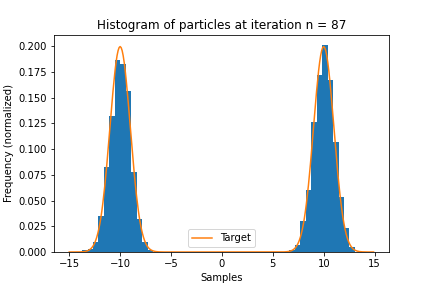 Histogram of particles at iteration n = 87
Frequency (normalized)
0.200
0.175
0.150
0.125
0.100
0.075
0.050
0.025
0.000
Target
−15 −10 −5 0 5 10 15
Samples